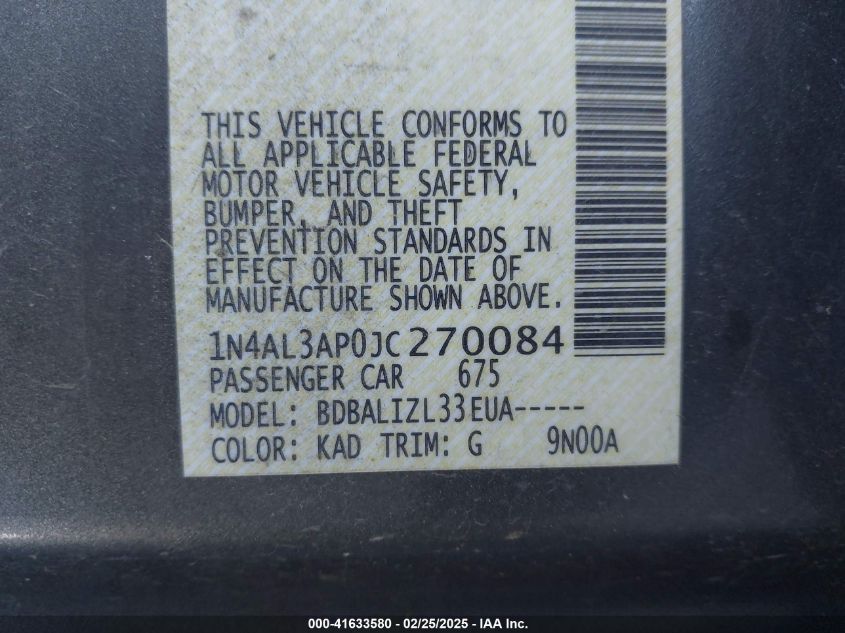 THIS VEHICLE CONFORMS TO
ALL APPLICABLE FEDERAL
MOTOR VEHICLE SAFETY,
BUMPER, AND THEFT
PREVENTION STANDARDS IN
EFFECT ON THE DATE OF
MANUFACTURE SHOWN ABOVE.
1N4AL3AP0JC270084
PASSENGER CAR 675
MODEL: BDBALIZL33EUA-----
COLOR: KAD TRIM: G 9N00A
000-41633580 - 02/25/2025 - IAA Inc.